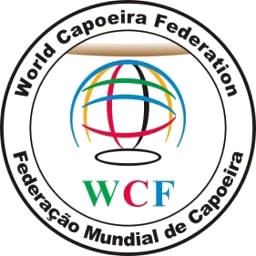 World Capoeira Federation
WCF
Federação Mundial de Capoeira